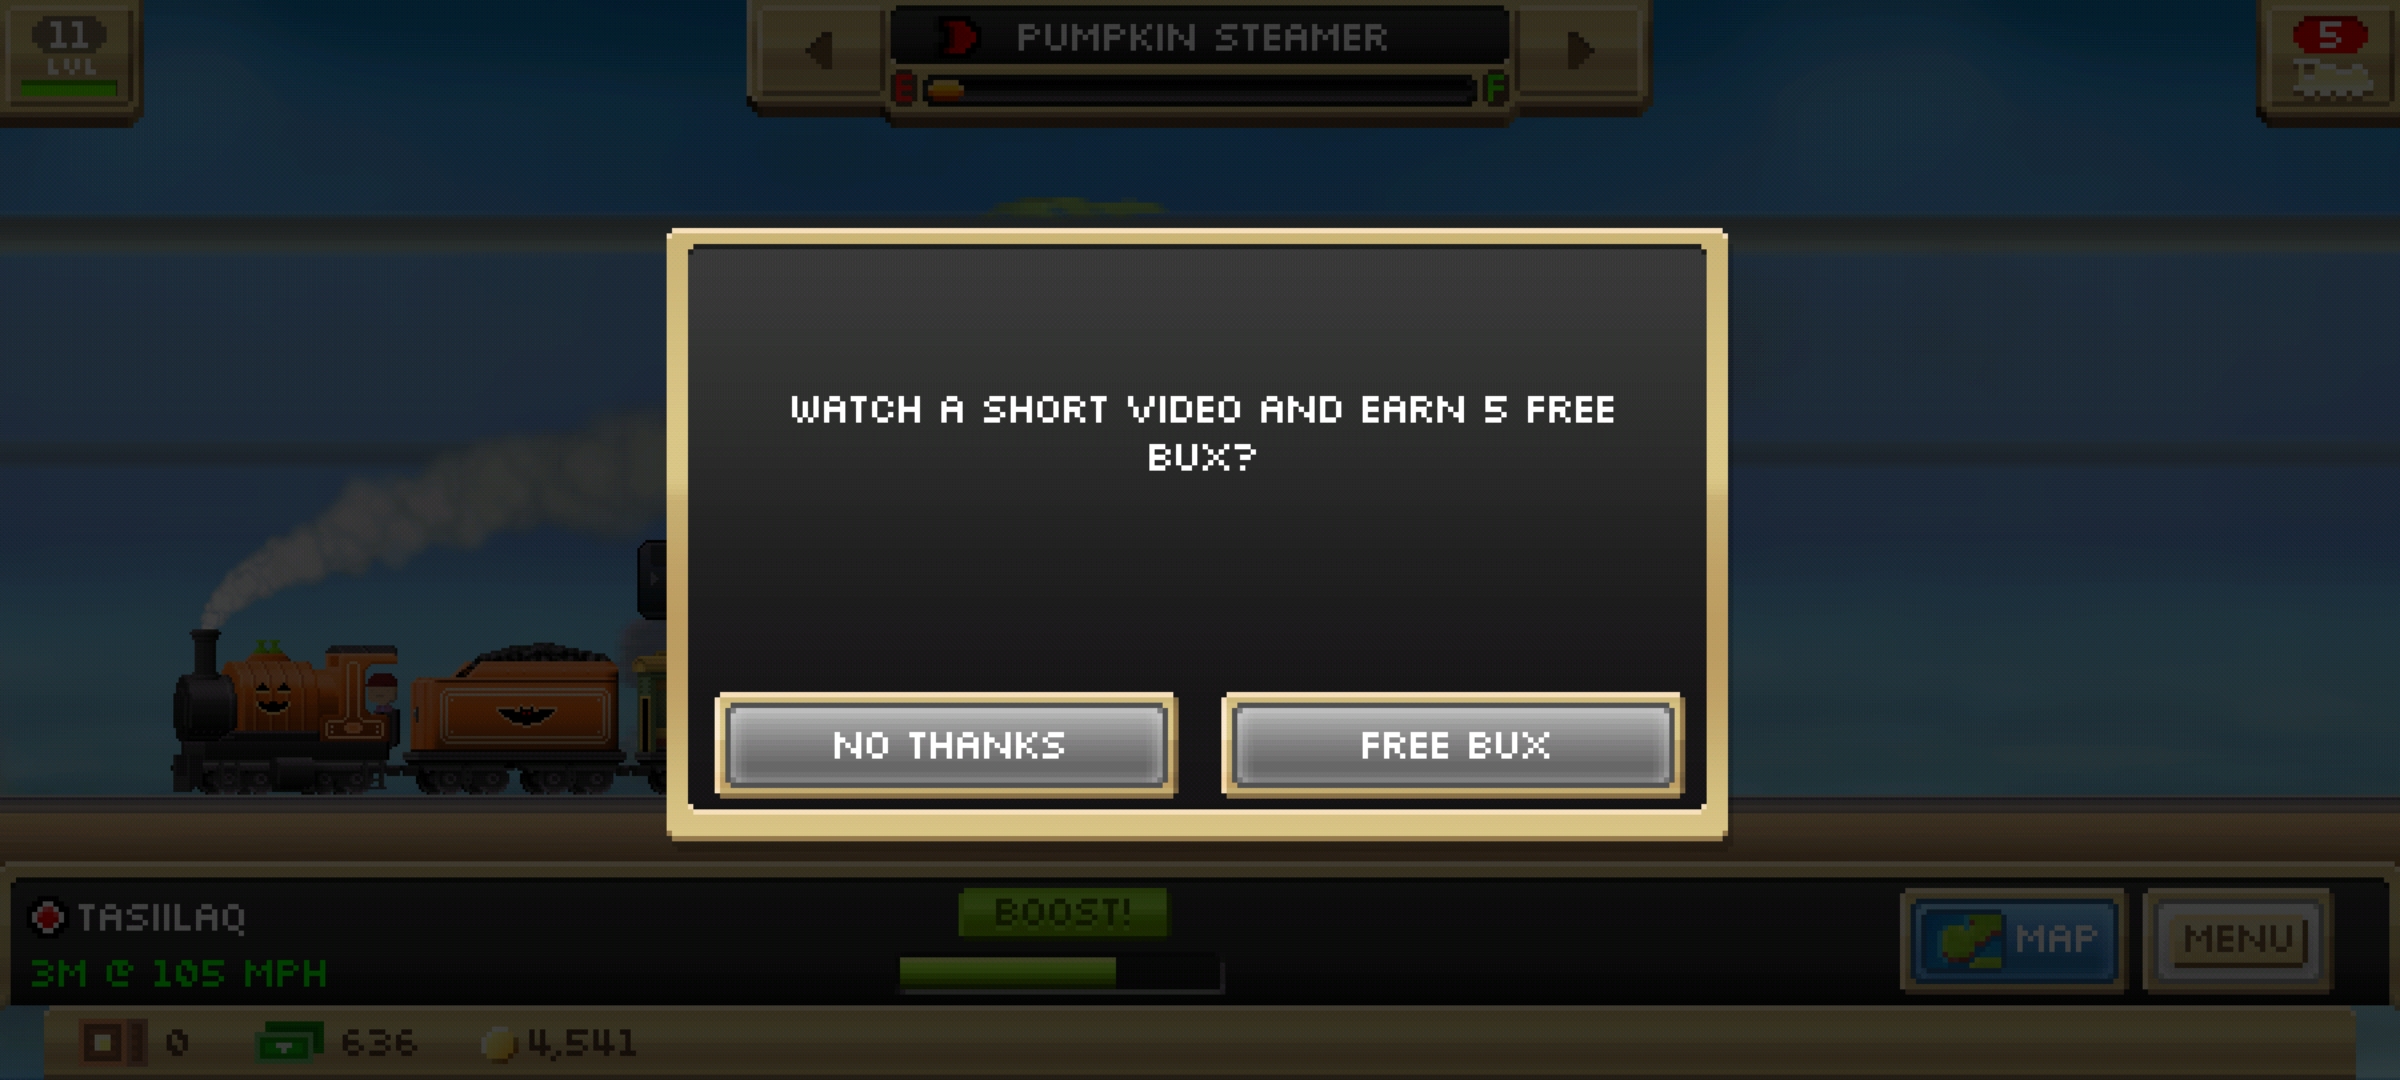 11
LVL
PUMPKIN STEAMER
E
F
5
WATCH A SHORT VIDEO AND EARN 5 FREE
BUX?
NO THANKS
FREE BUX
TASIILAQ
3M @ 105 MPH
BOOST!
MAP
MENU
0
636
4,541